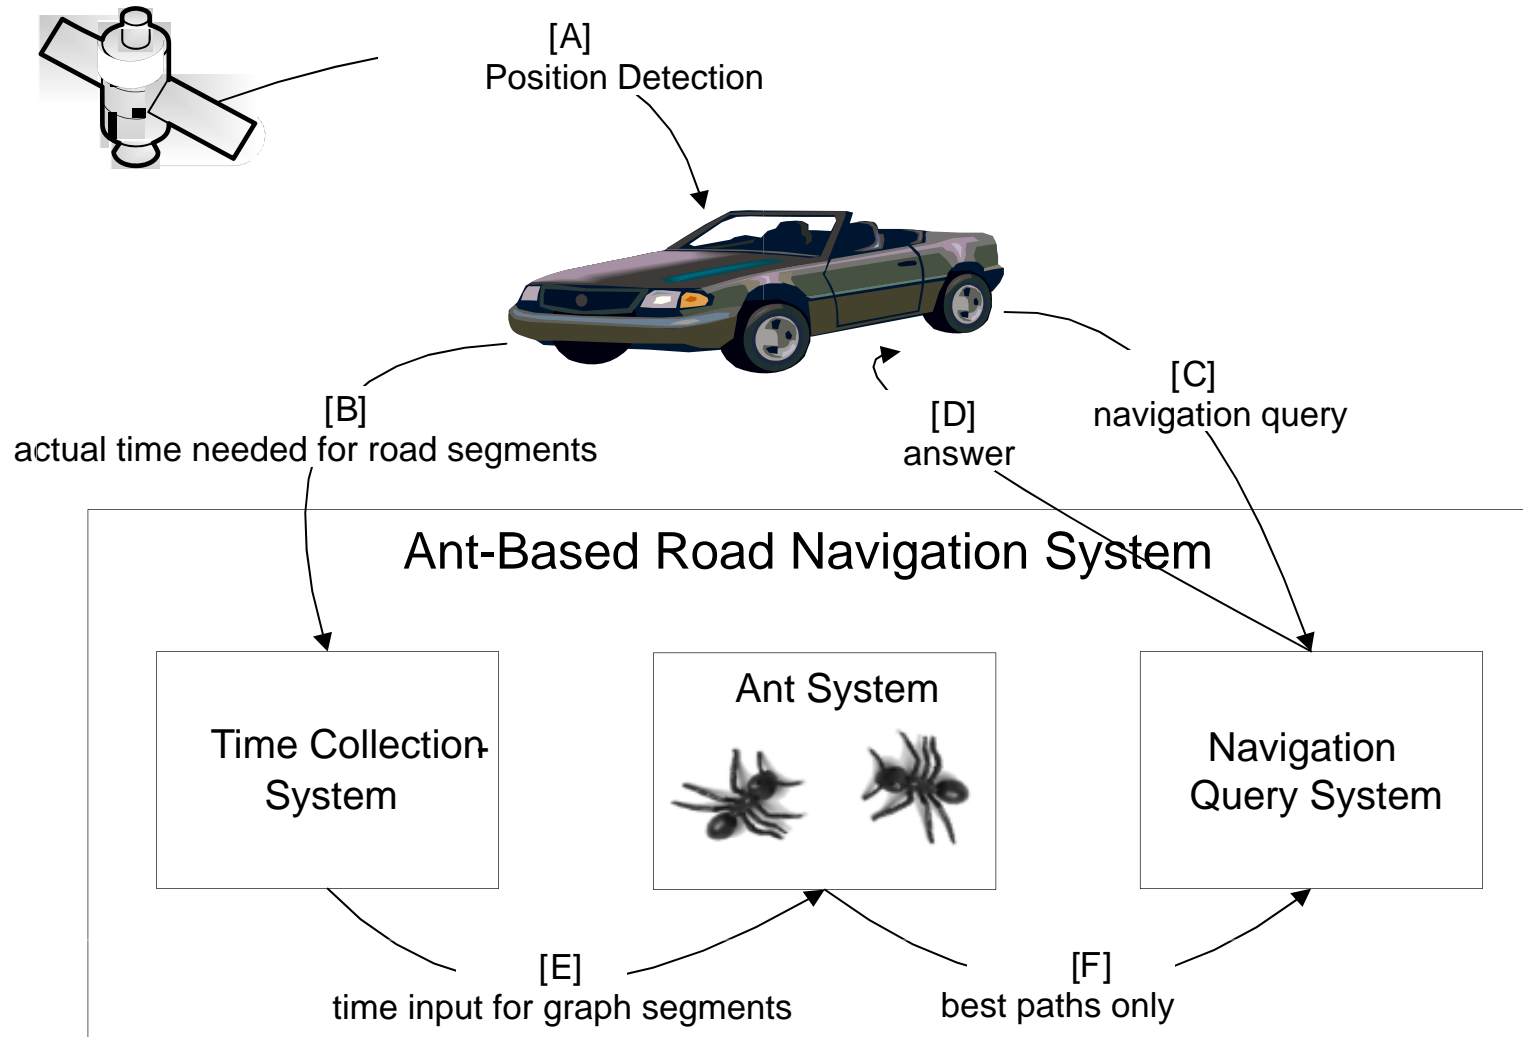 [A]
Position Detection
[B]
actual time needed for road segments
[C]
navigation query
[D]
answer
Ant-Based Road Navigation System
Time Collection-
System
Ant System
Navigation
Query System
[E]
time input for graph segments
[F]
best paths only